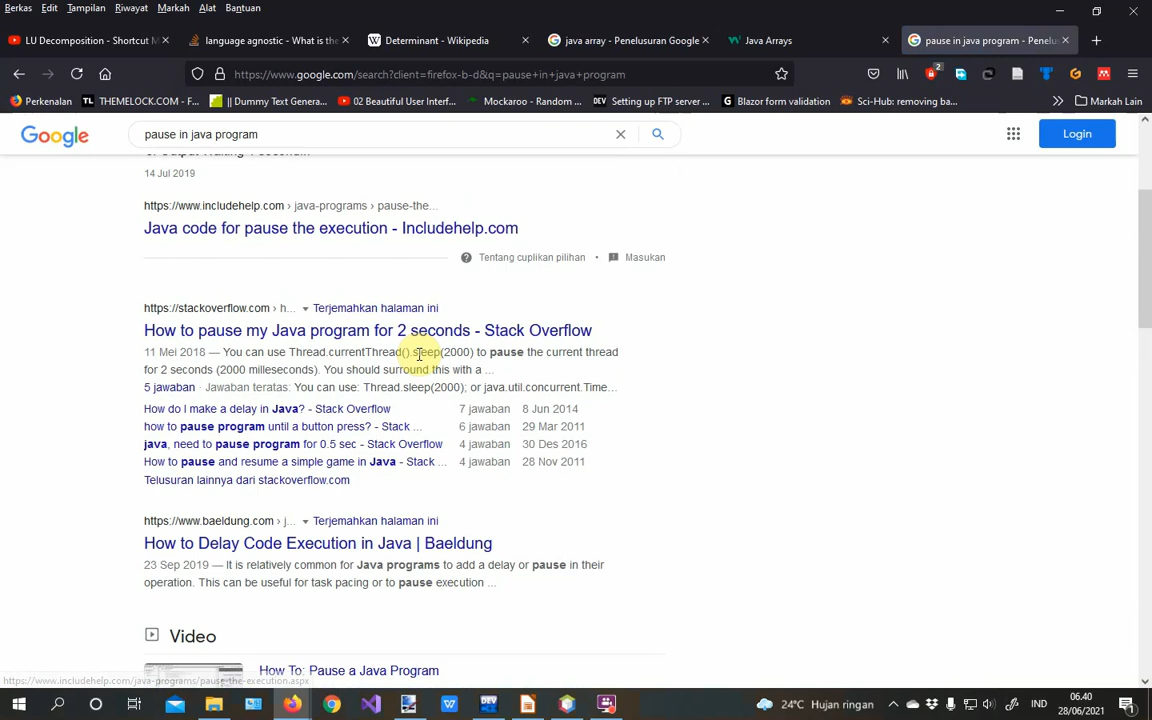 Berkas Edit Tampilan Riwayat Markah Alat Bantuan
LU Decomposition - Shortcut M
language agnostic - What is the
Determinant - Wikipedia
java array - Penelusuran Google
Java Arrays
pause in java program - Penelus
https://www.google.com/search?client=firefox-b-d&q=pause+in+java+program
2
Perkenalan
TL THEMELOCK.COM - F...
|| Dummy Text Genera...
02 Beautiful User Interf...
Mockaroo - Random ...
DEV Setting up FTP server ...
G Blazor form validation
Sci-Hub: removing ba...
Markah Lain
Google
pause in java program
Login
14 Jul 2019
https://www.includehelp.com › java-programs › pause-the...
Java code for pause the execution - Includehelp.com
Tentang cuplikan pilihan • Masukan
https://stackoverflow.com › h... Terjemahkan halaman ini
How to pause my Java program for 2 seconds - Stack Overflow
11 Mei 2018 — You can use Thread.currentThread().sleep(2000) to pause the current thread
for 2 seconds (2000 milleseconds). You should surround this with a ...
5 jawaban · Jawaban teratas: You can use: Thread.sleep(2000); or java.util.concurrent.Time...
How do I make a delay in Java? - Stack Overflow 7 jawaban 8 Jun 2014
how to pause program until a button press? - Stack ... 6 jawaban 29 Mar 2011
java, need to pause program for 0.5 sec - Stack Overflow 4 jawaban 30 Des 2016
How to pause and resume a simple game in Java - Stack ... 4 jawaban 28 Nov 2011
Telusuran lainnya dari stackoverflow.com
https://www.baeldung.com › j... Terjemahkan halaman ini
How to Delay Code Execution in Java | Baeldung
23 Sep 2019 — It is relatively common for Java programs to add a delay or pause in their
operation. This can be useful for task pacing or to pause execution ...
Video
How To: Pause a Java Program
https://www.includehelp.com/java-programs/pause-the-execution.aspx
24°C Hujan ringan
IND
06.40
28/06/2021
1